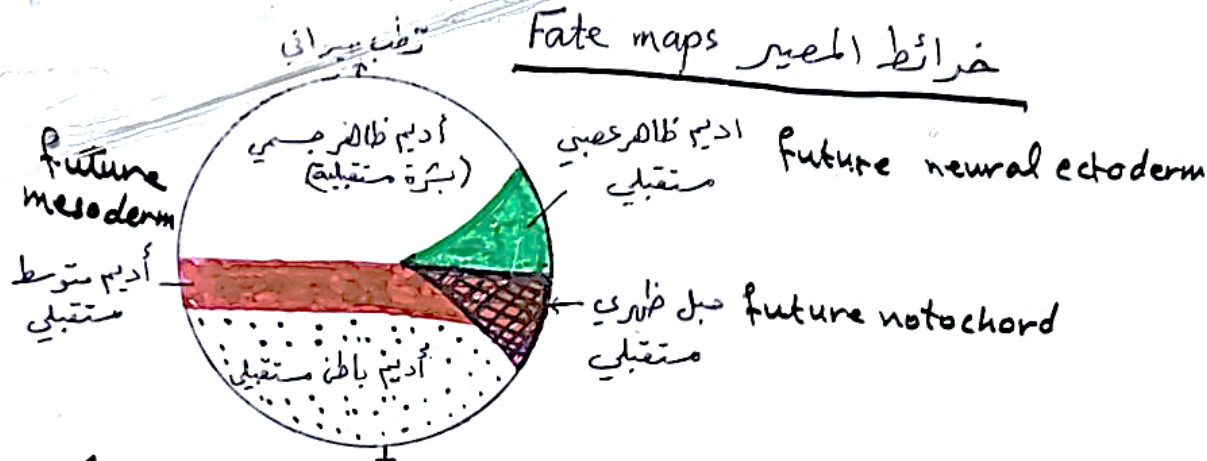 Fate maps خرائط المصير
قطب حيواني
أديم ظاهر جسمي
(بشرة مستقبلية)
اديم ظاهر عصبي
مستقبلي
future neural ectoderm
future
mesoderm
أديم متوسط
مستقبلي
حبل ظهري
مستقبلي
future notochord
أديم باطن مستقبلي